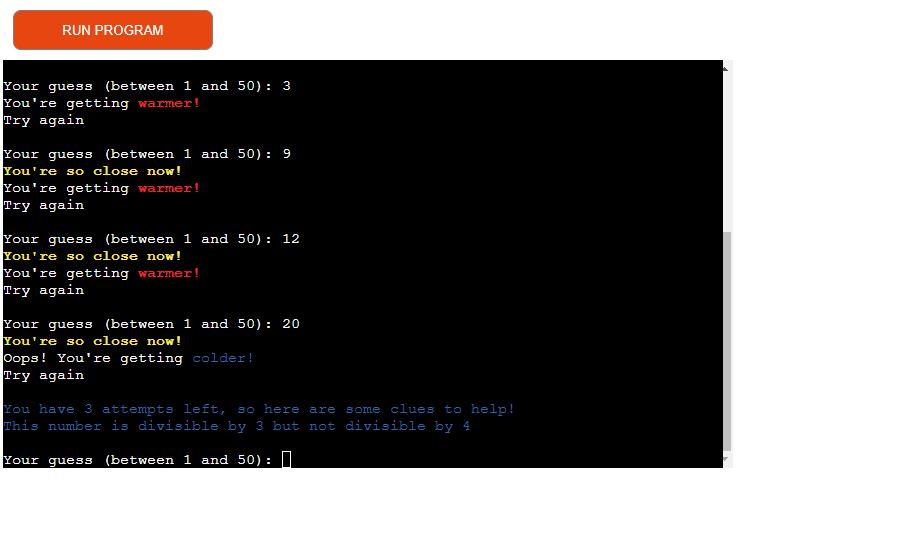 RUN PROGRAM
Your guess (between 1 and 50): 3
You're getting warmer!
Try again
Your guess (between 1 and 50): 9
You're so close now!
You're getting warmer!
Try again
Your guess (between 1 and 50): 12
You're so close now!
You're getting warmer!
Try again
Your guess (between 1 and 50): 20
You're so close now!
Oops! You're getting colder!
Try again
You have 3 attempts left, so here are some clues to help!
This number is divisible by 3 but not divisible by 4
Your guess (between 1 and 50):